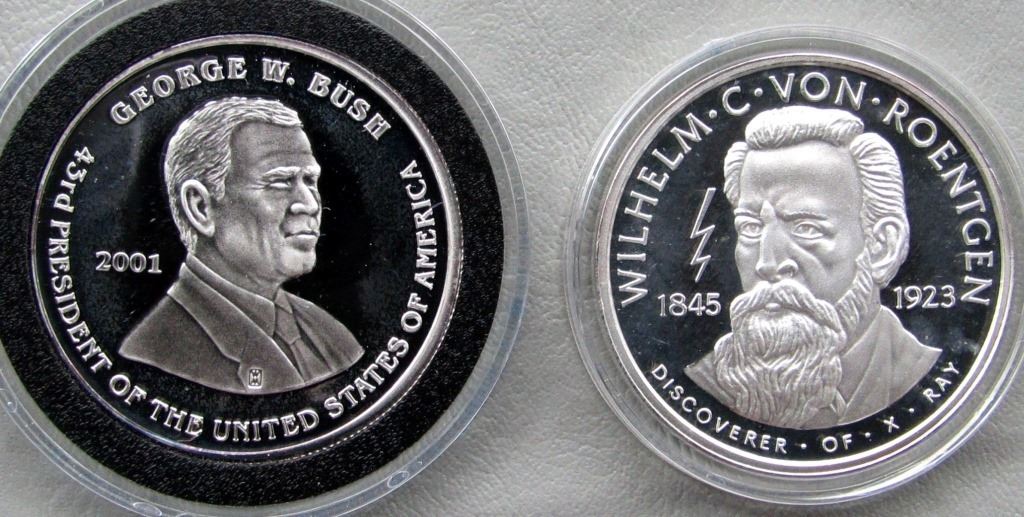 GEORGE W. BUSH
43rd PRESIDENT OF THE UNITED STATES OF AMERICA
2001
WILHELM·C·VON·ROENTGEN
1845
1923
DISCOVERER · OF · X · RAY